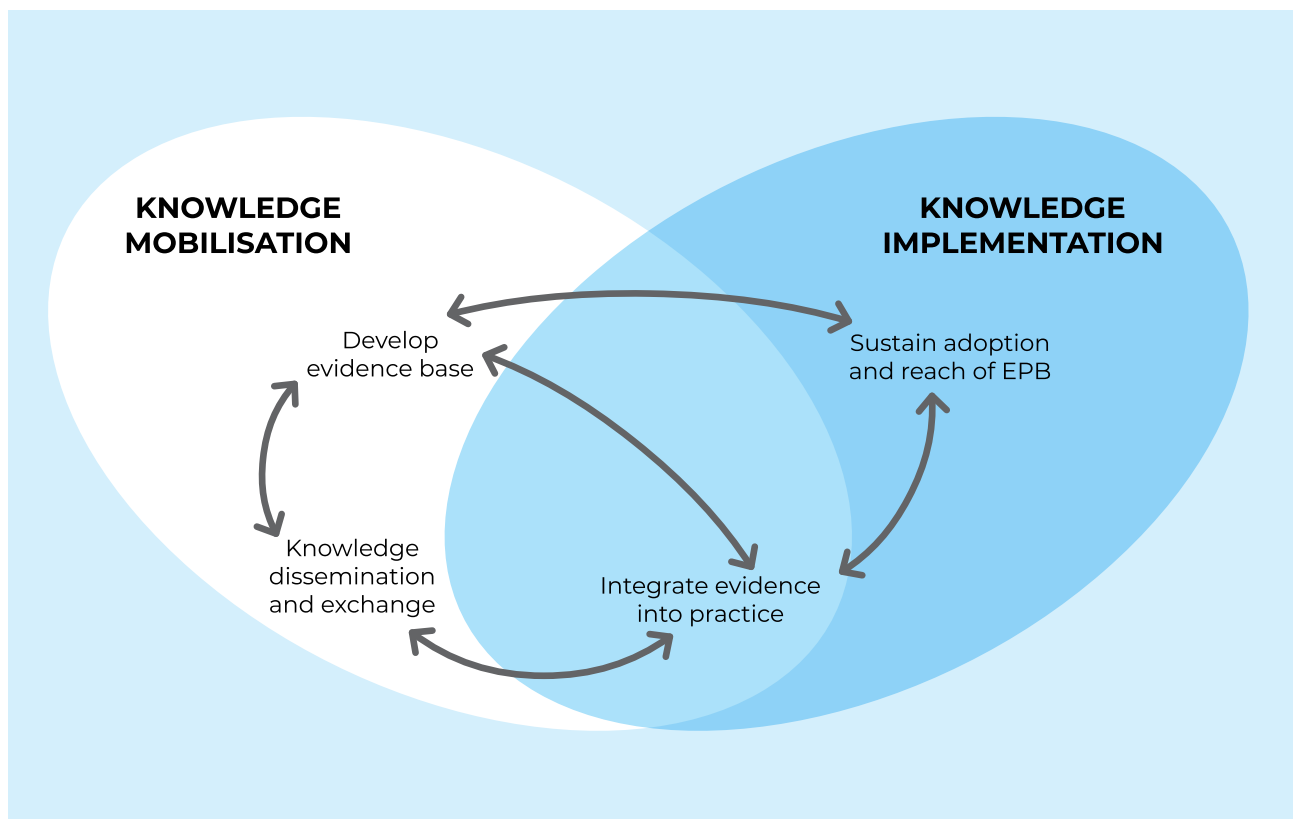 KNOWLEDGE
MOBILISATION
KNOWLEDGE
IMPLEMENTATION
Develop
evidence base
Sustain adoption
and reach of EPB
Knowledge
dissemination
and exchange
Integrate evidence
into practice